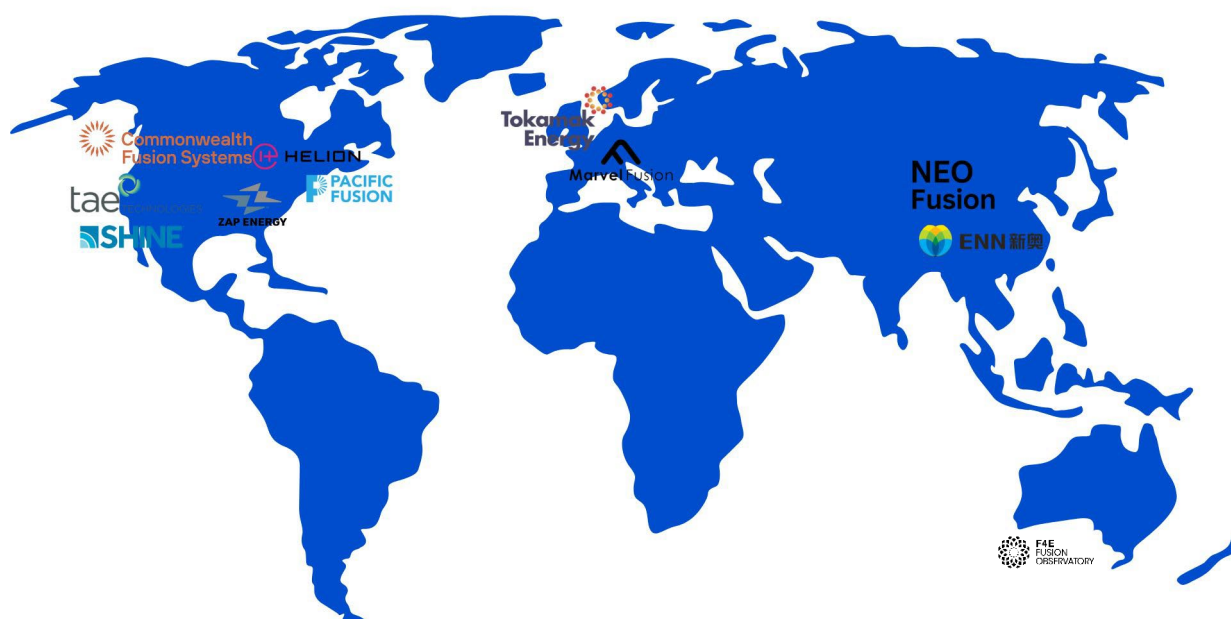 Commonwealth
Fusion Systems
HELION
tae
TECHNOLOGIES
PACIFIC
FUSION
ZAP ENERGY
SHINE
Tokamak
Energy
Marvel Fusion
NEO
Fusion
ENN 新奥
F4E
FUSION
OBSERVATORY